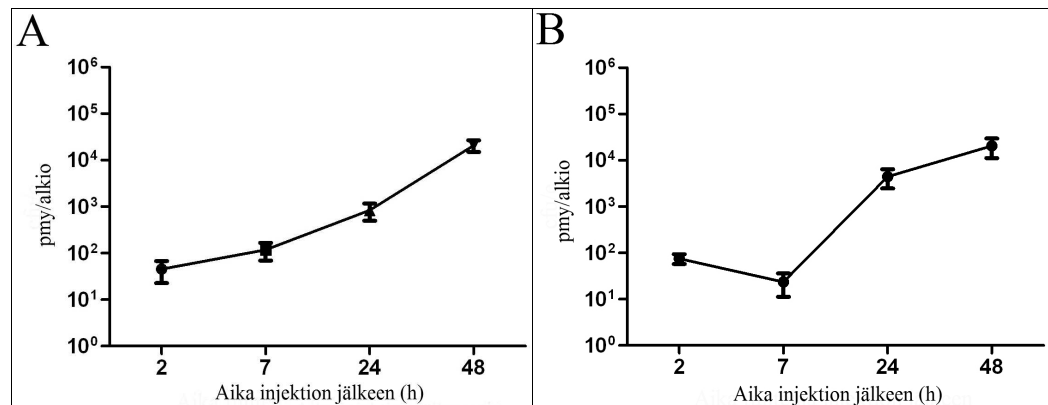 A
10⁶
10⁵
10⁴
10³
10²
10¹
10⁰
pmy/alkio
2 7 24 48
Aika injektion jälkeen (h)
B
10⁶
10⁵
10⁴
10³
10²
10¹
10⁰
pmy/alkio
2 7 24 48
Aika injektion jälkeen (h)